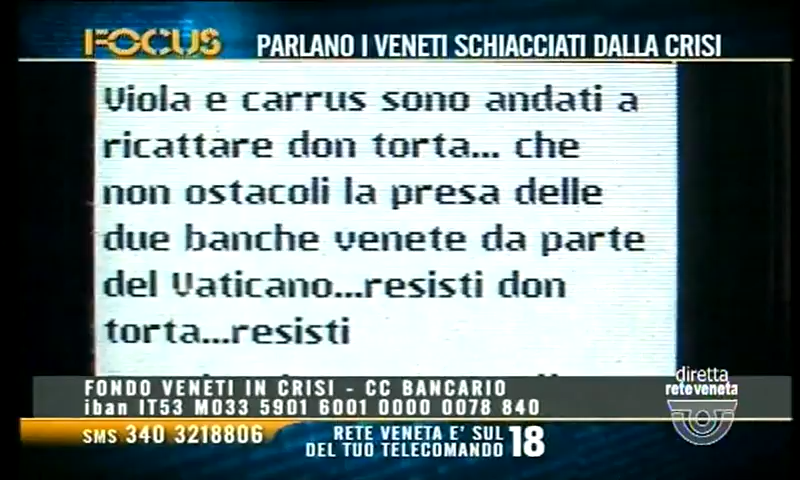 FOCUS PARLANO I VENETI SCHIACCIATI DALLA CRISI
Viola e carrus sono andati a
ricattare don torta... che
non ostacoli la presa delle
due banche venete da parte
del Vaticano...resisti don
torta...resisti
FONDO VENETI IN CRISI - CC BANCARIO
iban IT53 M033 5901 6001 0000 0078 840
diretta
reteveneta
SMS 340 3218806
RETE VENETA E' SUL
DEL TUO TELECOMANDO 18